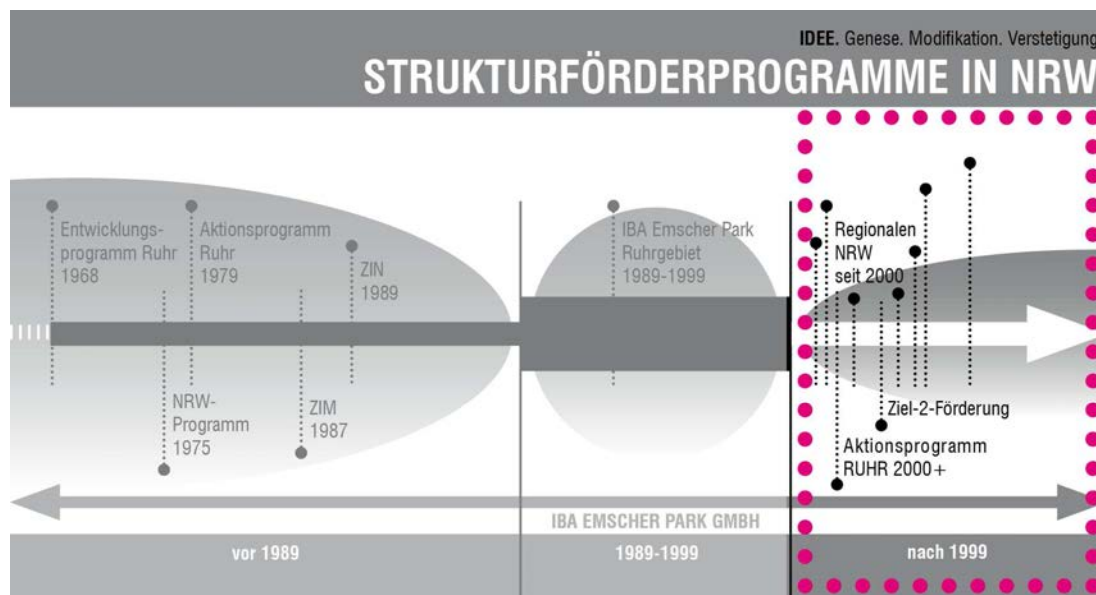 IDEE. Genese. Modifikation. Verstetigung
STRUKTURFÖRDERPROGRAMME IN NRW
Entwicklungs-
programm Ruhr
1968
Aktionsprogramm
Ruhr
1979
ZIN
1989
NRW-
Programm
1975
ZIM
1987
IBA Emscher Park
Ruhrgebiet
1989-1999
Regionalen
NRW
seit 2000
Ziel-2-Förderung
Aktionsprogramm
RUHR 2000+
IBA EMSCHER PARK GMBH
vor 1989
1989-1999
nach 1999